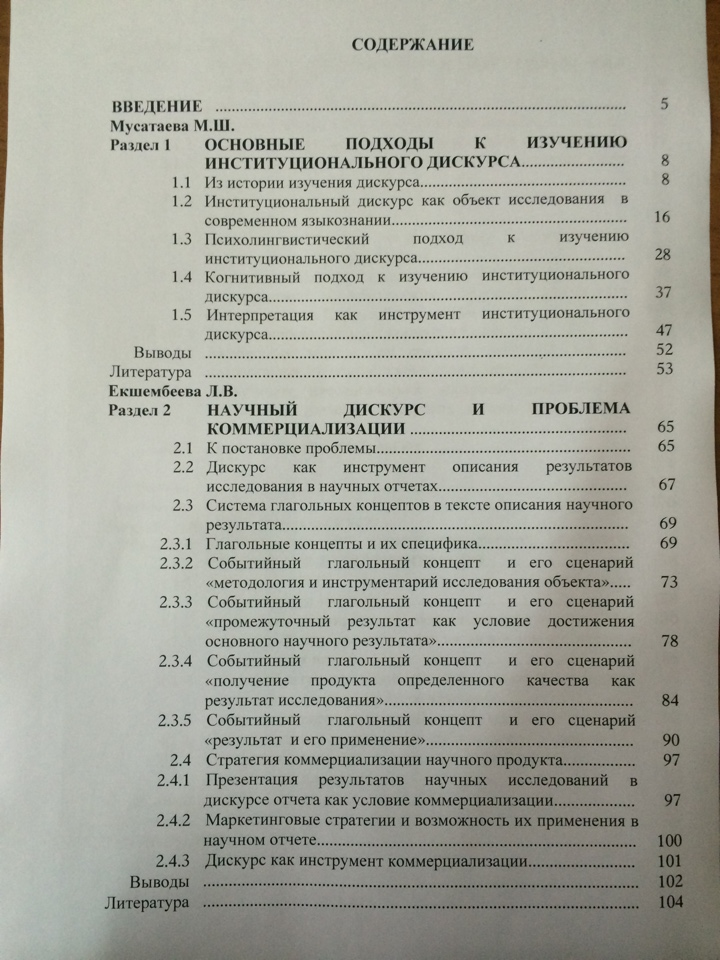 СОДЕРЖАНИЕ
ВВЕДЕНИЕ ........................................................ 5
Мусатаева М.Ш.
Раздел 1 ОСНОВНЫЕ ПОДХОДЫ К ИЗУЧЕНИЮ
ИНСТИТУЦИОНАЛЬНОГО ДИСКУРСА.................... 8
1.1 Из истории изучения дискурса........................................ 8
1.2 Институциональный дискурс как объект исследования в
современном языкознании.............................................. 16
1.3 Психолингвистический подход к изучению
институционального дискурса........................................ 28
1.4 Когнитивный подход к изучению институционального
дискурса.................................................................. 37
1.5 Интерпретация как инструмент институционального
дискурса.................................................................. 47
Выводы .................................................................. 52
Литература .................................................................. 53
Екшембеева Л.В.
Раздел 2 НАУЧНЫЙ ДИСКУРС И ПРОБЛЕМА
КОММЕРЦИАЛИЗАЦИИ ........................................ 65
2.1 К постановке проблемы.................................................. 65
2.2 Дискурс как инструмент описания результатов
исследования в научных отчетах.................................... 67
2.3 Система глагольных концептов в тексте описания научного
результата.................................................................. 69
2.3.1 Глагольные концепты и их специфика............................ 69
2.3.2 Событийный глагольный концепт и его сценарий
«методология и инструментарий исследования объекта»..... 73
2.3.3 Событийный глагольный концепт и его сценарий
«промежуточный результат как условие достижения
основного научного результата»...................................... 78
2.3.4 Событийный глагольный концепт и его сценарий
«получение продукта определенного качества как
результат исследования»................................................ 84
2.3.5 Событийный глагольный концепт и его сценарий
«результат и его применение»........................................ 90
2.4 Стратегия коммерциализации научного продукта.............. 97
2.4.1 Презентация результатов научных исследований в
дискурсе отчета как условие коммерциализации................ 97
2.4.2 Маркетинговые стратегии и возможность их применения в
научном отчете............................................................ 100
2.4.3 Дискурс как инструмент коммерциализации...................... 101
Выводы .................................................................. 102
Литература .................................................................. 104